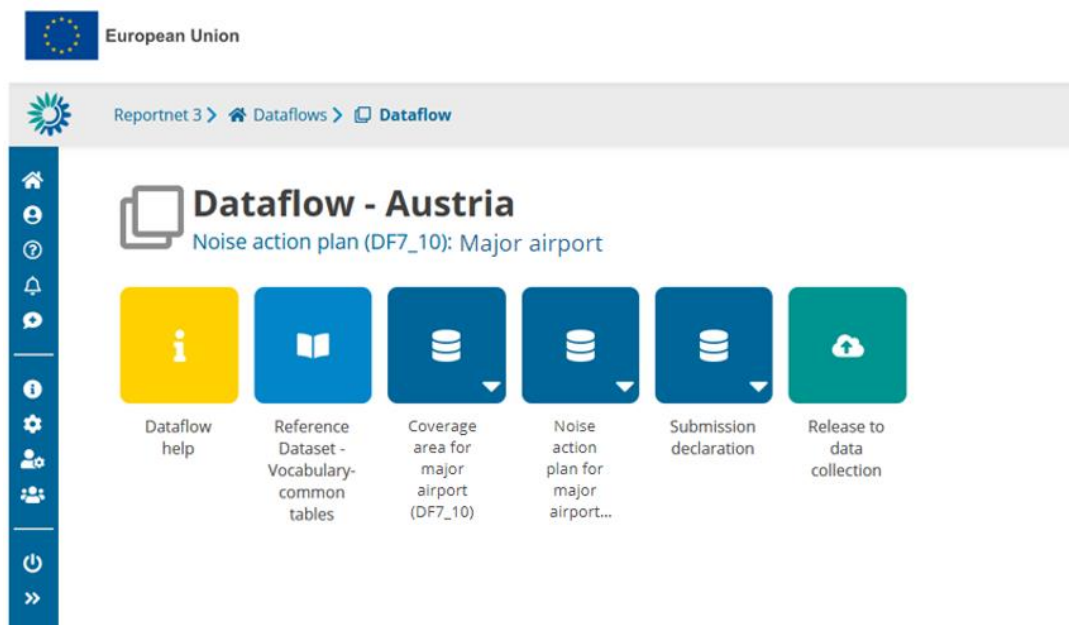 European Union
Reportnet 3 > Dataflows > Dataflow
Dataflow - Austria
Noise action plan (DF7_10): Major airport
Dataflow
help
Reference
Dataset -
Vocabulary-
common
tables
Coverage
area for
major
airport
(DF7_10)
Noise
action
plan for
major
airport...
Submission
declaration
Release to
data
collection